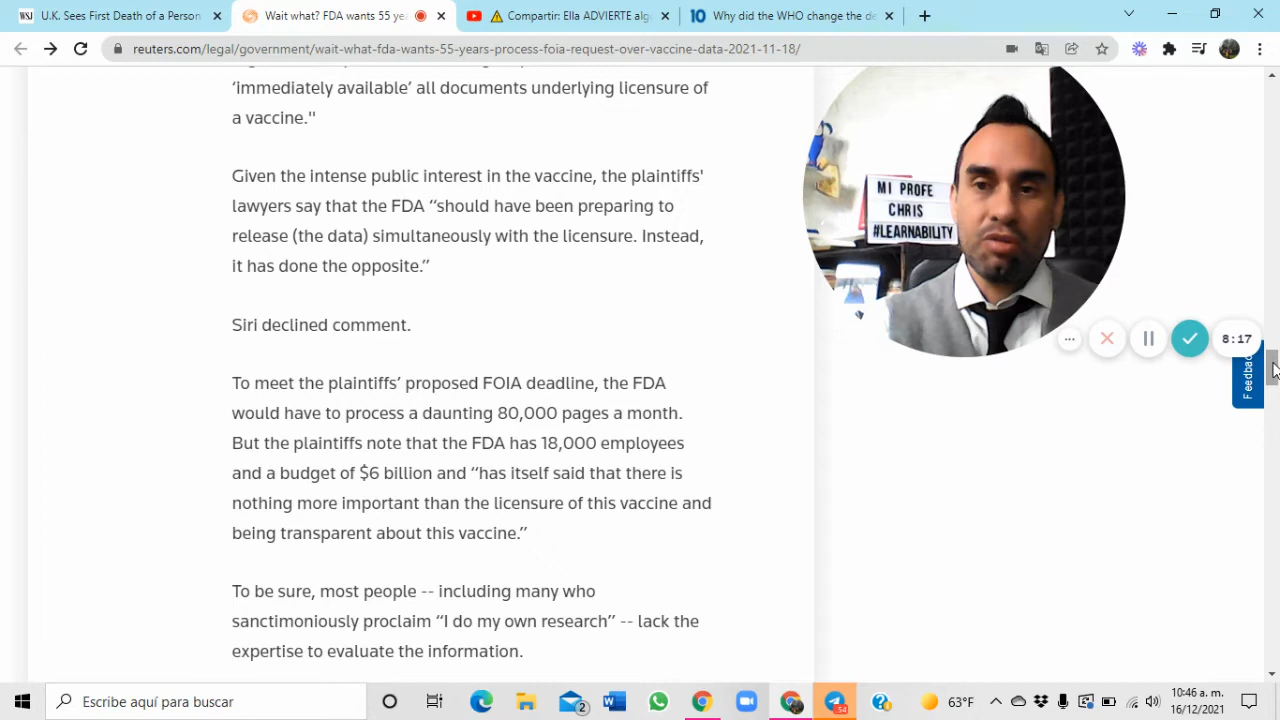 WSJ U.K. Sees First Death of a Person
Wait what? FDA wants 55 ye
Compartir: Ella ADVIERTE alg
10 Why did the WHO change the de
reuters.com/legal/government/wait-what-fda-wants-55-years-process-foia-request-over-vaccine-data-2021-11-18/
'immediately available' all documents underlying licensure of
a vaccine."
Given the intense public interest in the vaccine, the plaintiffs'
lawyers say that the FDA “should have been preparing to
release (the data) simultaneously with the licensure. Instead,
it has done the opposite.”
Siri declined comment.
To meet the plaintiffs’ proposed FOIA deadline, the FDA
would have to process a daunting 80,000 pages a month.
But the plaintiffs note that the FDA has 18,000 employees
and a budget of $6 billion and “has itself said that there is
nothing more important than the licensure of this vaccine and
being transparent about this vaccine.”
To be sure, most people -- including many who
sanctimoniously proclaim “I do my own research” -- lack the
expertise to evaluate the information.
MI PROFE
CHRIS
#LEARNABILITY
8:17
Feedbac
Escribe aquí para buscar
2
54
63°F
10:46 a. m.
16/12/2021